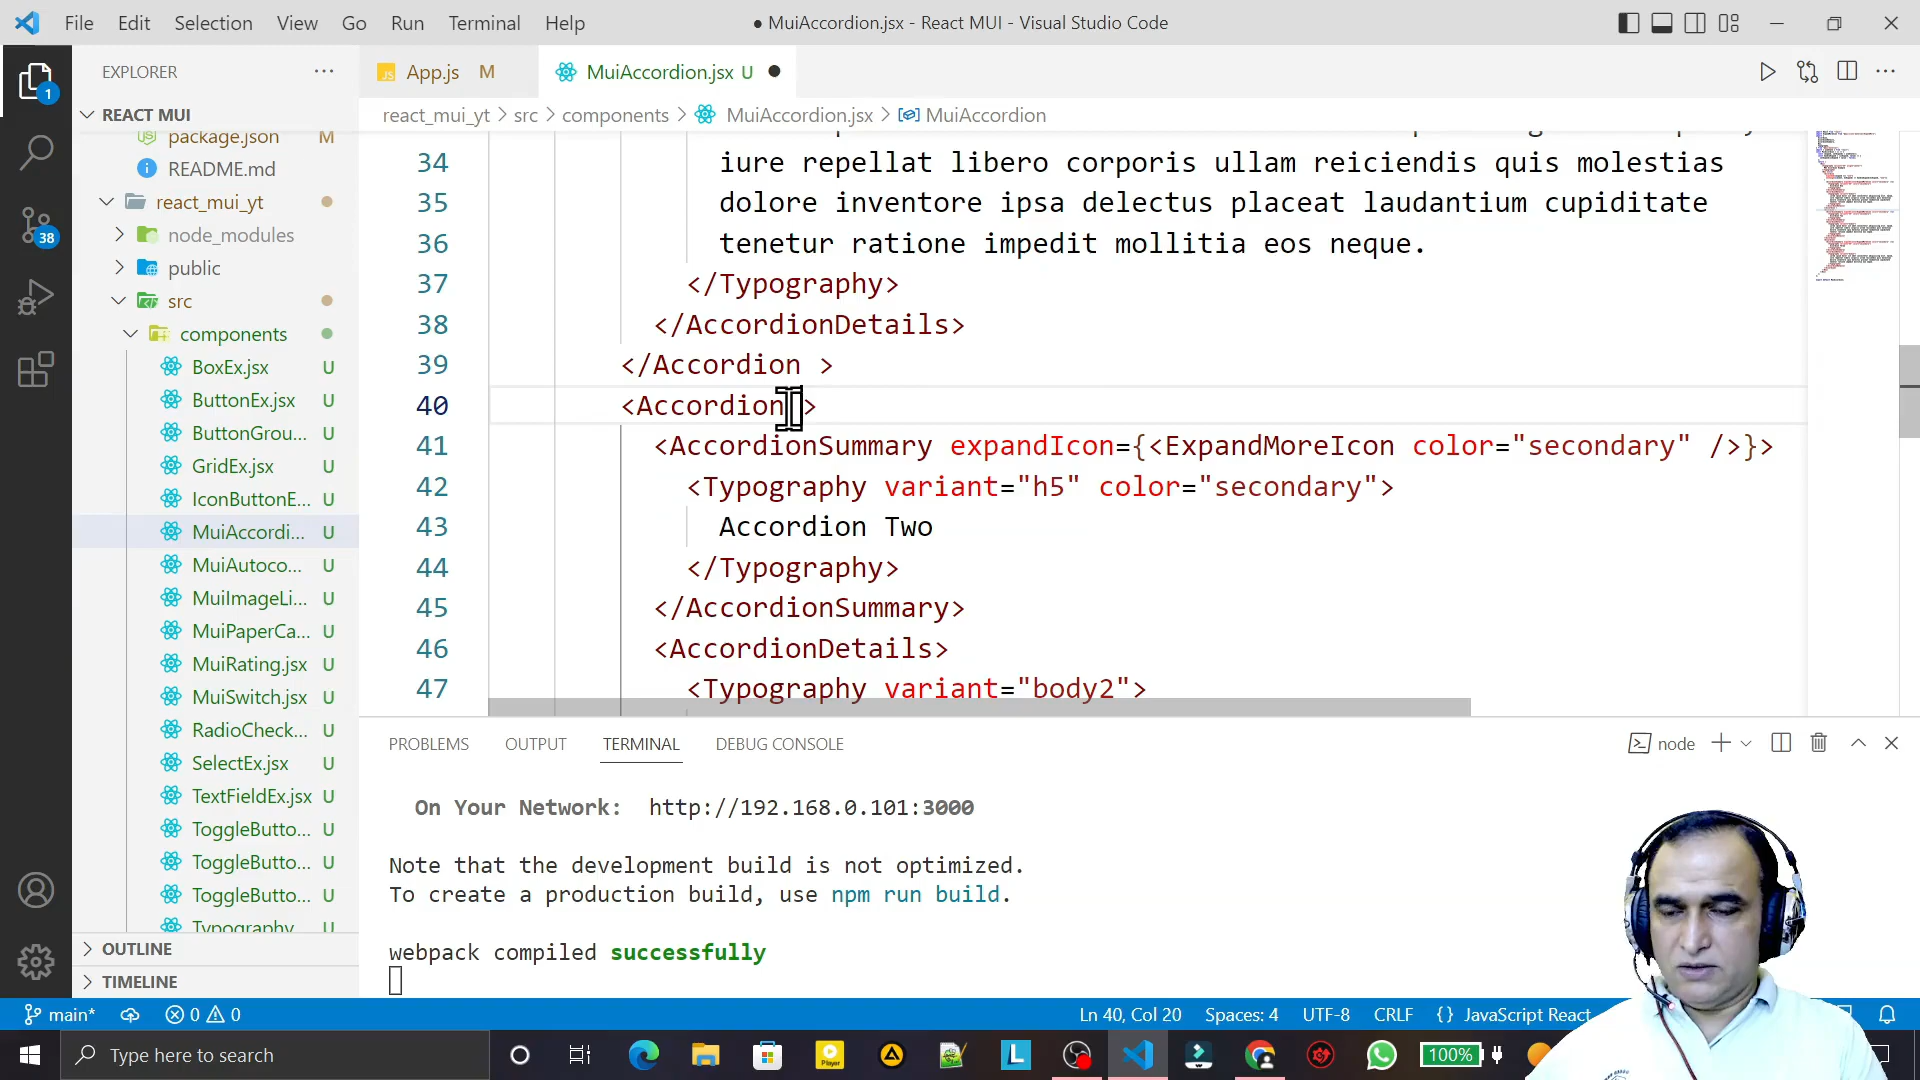 File Edit Selection View Go Run Terminal Help
● MuiAccordion.jsx - React MUI - Visual Studio Code
EXPLORER
App.js M
MuiAccordion.jsx U
1
REACT MUI
react_mui_yt > src > components > MuiAccordion.jsx > MuiAccordion
package.json M
README.md
react_mui_yt
node_modules
public
src
components
BoxEx.jsx U
ButtonEx.jsx U
ButtonGrou... U
GridEx.jsx U
IconButtonE... U
MuiAccordi... U
MuiAutoco... U
MuiImageLi... U
MuiPaperCa... U
MuiRating.jsx U
MuiSwitch.jsx U
RadioCheck... U
SelectEx.jsx U
TextFieldEx.jsx U
ToggleButto... U
ToggleButto... U
ToggleButto... U
Typography U
OUTLINE
TIMELINE
38
34 iure repellat libero corporis ullam reiciendis quis molestias
35 dolore inventore ipsa delectus placeat laudantium cupiditate
36 tenetur ratione impedit mollitia eos neque.
37 </Typography>
38 </AccordionDetails>
39 </Accordion >
40 <Accordion >
41 <AccordionSummary expandIcon={<ExpandMoreIcon color="secondary" />}>
42 <Typography variant="h5" color="secondary">
43 Accordion Two
44 </Typography>
45 </AccordionSummary>
46 <AccordionDetails>
47 <Typography variant="body2">
PROBLEMS OUTPUT TERMINAL DEBUG CONSOLE
node
On Your Network: http://192.168.0.101:3000
Note that the development build is not optimized.
To create a production build, use npm run build.
webpack compiled successfully
main* 0 0
Ln 40, Col 20 Spaces: 4 UTF-8 CRLF {} JavaScript React
Type here to search
Player
L
100%